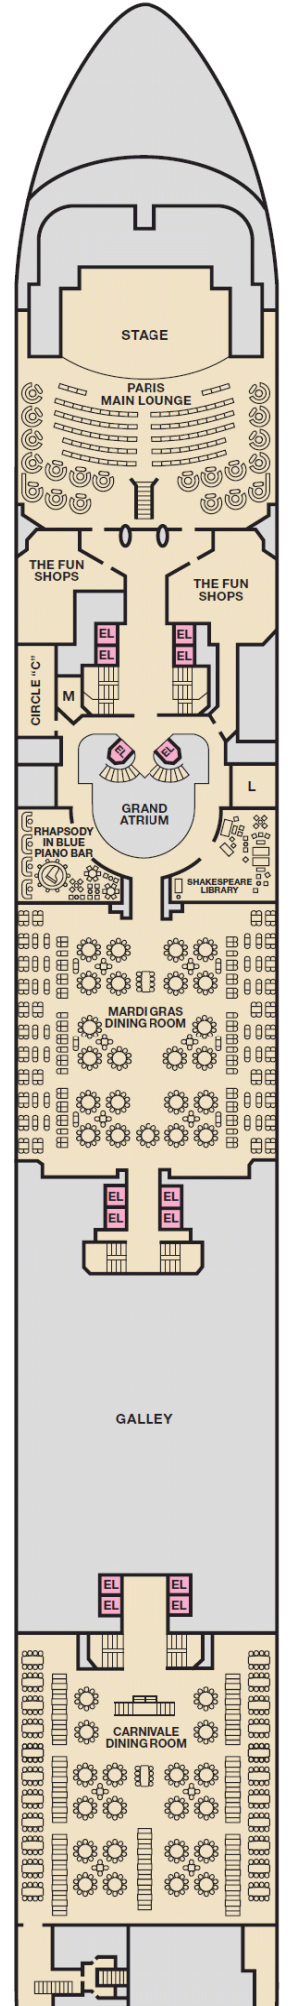 STAGE
PARIS
MAIN LOUNGE
THE FUN
SHOPS
THE FUN
SHOPS
EL
EL
EL
EL
CIRCLE "C"
M
EL
EL
L
GRAND
ATRIUM
RHAPSODY
IN BLUE
PIANO BAR
SHAKESPEARE
LIBRARY
MARDI GRAS
DINING ROOM
EL
EL
EL
EL
GALLEY
EL
EL
EL
EL
CARNIVALE
DINING ROOM